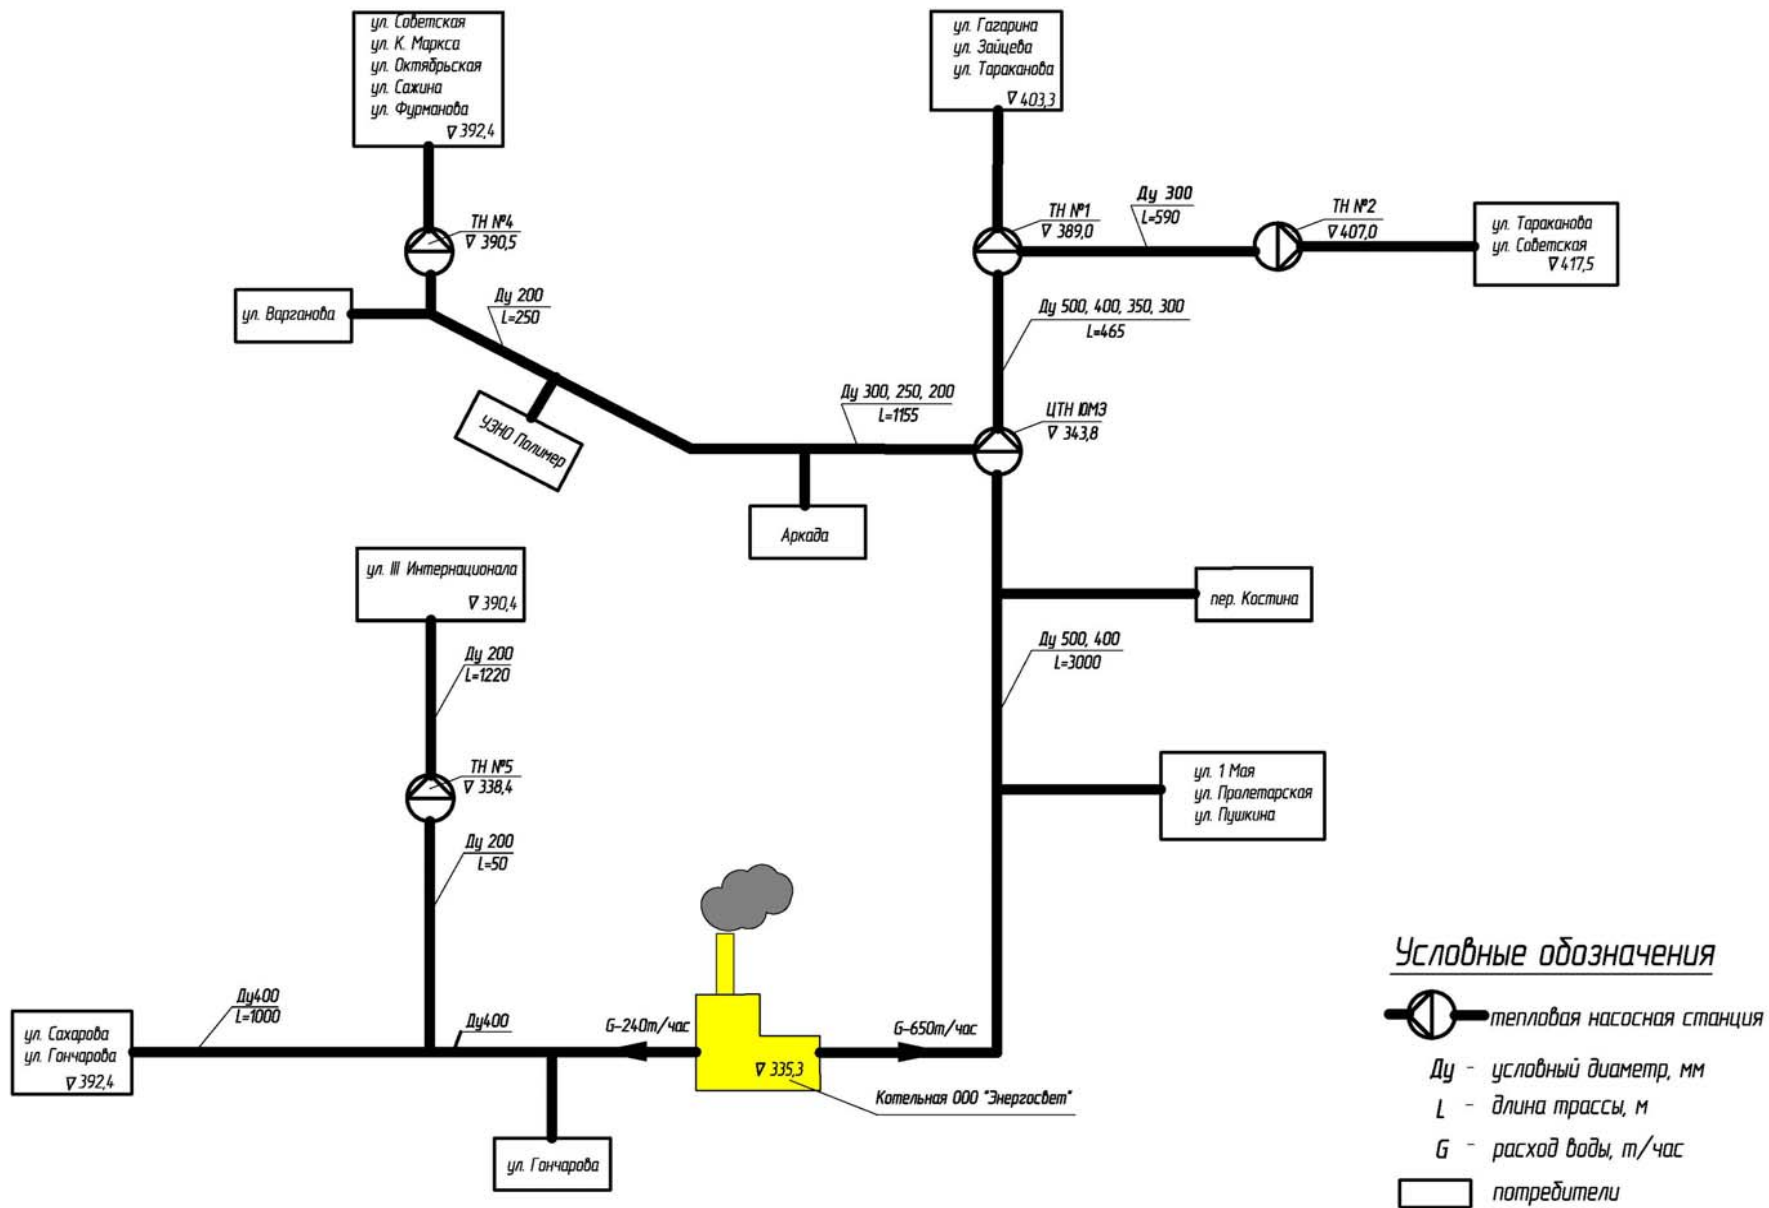 ул. Советская
ул. К. Маркса
ул. Октябрьская
ул. Сажина
ул. Фурманова
∇ 392,4
ул. Гагарина
ул. Зайцева
ул. Тараканова
∇ 403,3
ТН №4
∇ 390,5
ТН №1
∇ 389,0
Ду 300
L=590
ТН №2
∇ 407,0
ул. Тараканова
ул. Советская
∇ 417,5
ул. Варганова
Ду 200
L=250
Ду 500, 400, 350, 300
L=465
УЗНО Полимер
Ду 300, 250, 200
L=1155
ЦТН ЮМЗ
∇ 343,8
Аркада
ул. III Интернационала
∇ 390,4
пер. Костина
Ду 200
L=1220
Ду 500, 400
L=3000
ТН №5
∇ 338,4
ул. 1 Мая
ул. Пролетарская
ул. Пушкина
Ду 200
L=50
Ду400
L=1000
Ду400
G-240т/час
G-650т/час
ул. Сахарова
ул. Гончарова
∇ 392,4
∇ 335,3
Котельная ООО "Энергосвет"
ул. Гончарова
Условные обозначения
тепловая насосная станция
Ду - условный диаметр, мм
L - длина трассы, м
G - расход воды, т/час
потребители